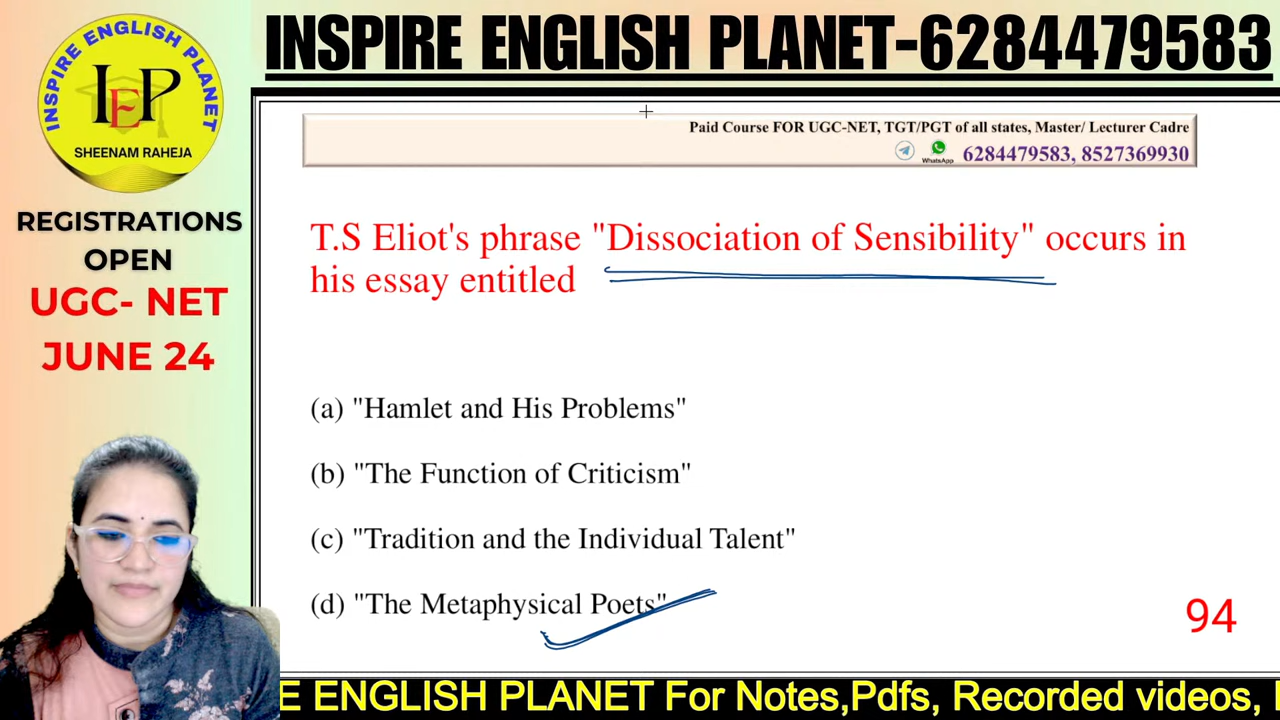 INSPIRE ENGLISH PLANET-6284479583
INSPIRE ENGLISH PLANET
IEP
SHEENAM RAHEJA
REGISTRATIONS
OPEN
UGC- NET
JUNE 24
Paid Course FOR UGC-NET, TGT/PGT of all states, Master/ Lecturer Cadre
WhatsApp 6284479583, 8527369930
T.S Eliot's phrase "Dissociation of Sensibility" occurs in
his essay entitled
(a) "Hamlet and His Problems"
(b) "The Function of Criticism"
(c) "Tradition and the Individual Talent"
(d) "The Metaphysical Poets"
94
E ENGLISH PLANET For Notes,Pdfs, Recorded videos,